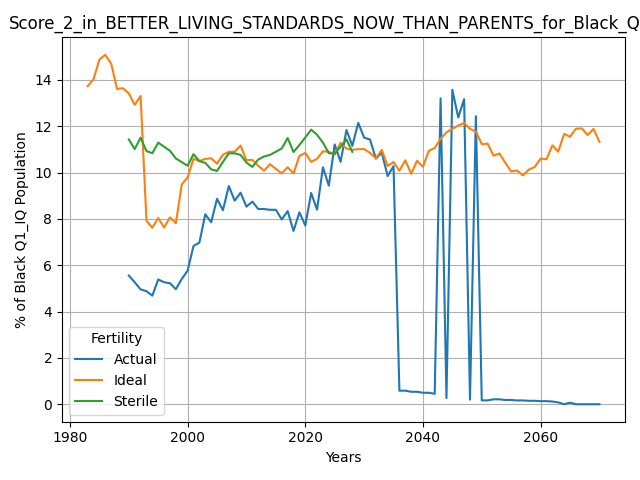 Score_2_in_BETTER_LIVING_STANDARDS_NOW_THAN_PARENTS_for_Black_Q
% of Black Q1_IQ Population
14
12
10
8
6
4
2
0
Fertility
Actual
Ideal
Sterile
1980 2000 2020 2040 2060
Years